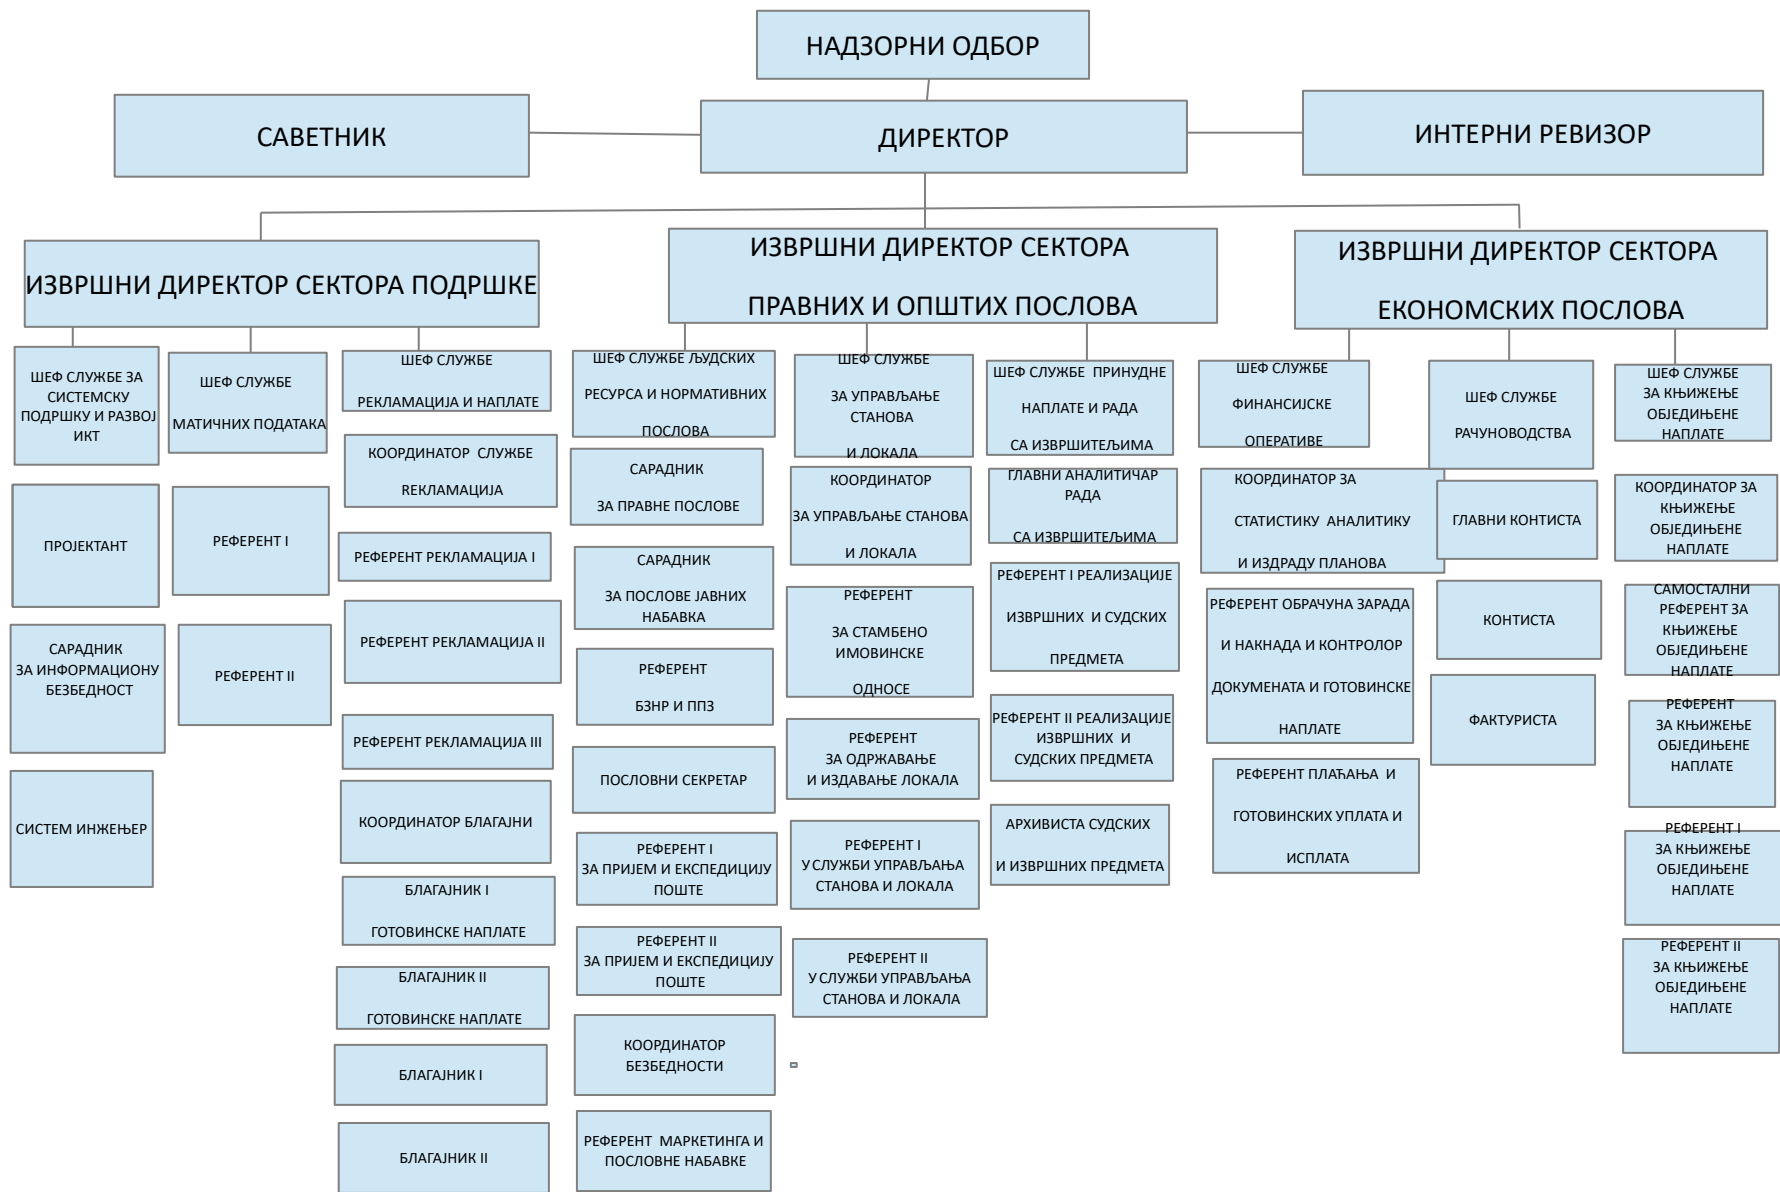 НАДЗОРНИ ОДБОР
САВЕТНИК
ДИРЕКТОР
ИНТЕРНИ РЕВИЗОР
ИЗВРШНИ ДИРЕКТОР СЕКТОРА ПОДРШКЕ
ИЗВРШНИ ДИРЕКТОР СЕКТОРА
ПРАВНИХ И ОПШТИХ ПОСЛОВА
ИЗВРШНИ ДИРЕКТОР СЕКТОРА
ЕКОНОМСКИХ ПОСЛОВА
ШЕФ СЛУЖБЕ ЗА
СИСТЕМСКУ
ПОДРШКУ И РАЗВОЈ
ИКТ
ПРОЈЕКТАНТ
САРАДНИК
ЗА ИНФОРМАЦИОНУ
БЕЗБЕДНОСТ
СИСТЕМ ИНЖЕЊЕР
ШЕФ СЛУЖБЕ
МАТИЧНИХ ПОДАТАКА
РЕФЕРЕНТ I
РЕФЕРЕНТ II
ШЕФ СЛУЖБЕ
РЕКЛАМАЦИЈА И НАПЛАТЕ
КООРДИНАТОР СЛУЖБЕ
RЕКЛАМАЦИЈА
РЕФЕРЕНТ РЕКЛАМАЦИЈА I
РЕФЕРЕНТ РЕКЛАМАЦИЈА II
РЕФЕРЕНТ РЕКЛАМАЦИЈА III
КООРДИНАТОР БЛАГАЈНИ
БЛАГАЈНИК I
ГОТОВИНСКЕ НАПЛАТЕ
БЛАГАЈНИК II
ГОТОВИНСКЕ НАПЛАТЕ
БЛАГАЈНИК I
БЛАГАЈНИК II
ШЕФ СЛУЖБЕ ЉУДСКИХ
РЕСУРСА И НОРМАТИВНИХ
ПОСЛОВА
САРАДНИК
ЗА ПРАВНЕ ПОСЛОВЕ
САРАДНИК
ЗА ПОСЛОВЕ ЈАВНИХ
НАБАВКА
РЕФЕРЕНТ
БЗНР И ППЗ
ПОСЛОВНИ СЕКРЕТАР
РЕФЕРЕНТ I
ЗА ПРИЈЕМ И ЕКСПЕДИЦИЈУ
ПОШТЕ
РЕФЕРЕНТ II
ЗА ПРИЈЕМ И ЕКСПЕДИЦИЈУ
ПОШТЕ
КООРДИНАТОР
БЕЗБЕДНОСТИ
РЕФЕРЕНТ МАРКЕТИНГА И
ПОСЛОВНЕ НАБАВКЕ
ШЕФ СЛУЖБЕ
ЗА УПРАВЉАЊЕ
СТАНОВА
И ЛОКАЛА
КООРДИНАТОР
ЗА УПРАВЉАЊЕ СТАНОВА
И ЛОКАЛА
РЕФЕРЕНТ
ЗА СТАМБЕНО
ИМОВИНСКЕ
ОДНОСЕ
РЕФЕРЕНТ
ЗА ОДРЖАВАЊЕ
И ИЗДАВАЊЕ ЛОКАЛА
РЕФЕРЕНТ I
У СЛУЖБИ УПРАВЉАЊА
СТАНОВА И ЛОКАЛА
РЕФЕРЕНТ II
У СЛУЖБИ УПРАВЉАЊА
СТАНОВА И ЛОКАЛА
ШЕФ СЛУЖБЕ ПРИНУДНЕ
НАПЛАТЕ И РАДА
СА ИЗВРШИТЕЉИМА
ГЛАВНИ АНАЛИТИЧАР
РАДА
СА ИЗВРШИТЕЉИМА
РЕФЕРЕНТ I РЕАЛИЗАЦИЈЕ
ИЗВРШНИХ И СУДСКИХ
ПРЕДМЕТА
РЕФЕРЕНТ II РЕАЛИЗАЦИЈЕ
ИЗВРШНИХ И
СУДСКИХ ПРЕДМЕТА
АРХИВИСТА СУДСКИХ
И ИЗВРШНИХ ПРЕДМЕТА
ШЕФ СЛУЖБЕ
ФИНАНСИЈСКЕ
ОПЕРАТИВЕ
КООРДИНАТОР ЗА
СТАТИСТИКУ АНАЛИТИКУ
И ИЗДРАДУ ПЛАНОВА
РЕФЕРЕНТ ОБРАЧУНА ЗАРАДА
И НАКНАДА И КОНТРОЛОР
ДОКУМЕНАТА И ГОТОВИНСКЕ
НАПЛАТЕ
РЕФЕРЕНТ ПЛАЋАЊА И
ГОТОВИНСКИХ УПЛАТА И
ИСПЛАТА
ШЕФ СЛУЖБЕ
РАЧУНОВОДСТВА
ГЛАВНИ КОНТИСТА
КОНТИСТА
ФАКТУРИСТА
ШЕФ СЛУЖБЕ
ЗА КЊИЖЕЊЕ
ОБЈЕДИЊЕНЕ
НАПЛАТЕ
КООРДИНАТОР ЗА
КЊИЖЕЊЕ
ОБЈЕДИЊЕНЕ
НАПЛАТЕ
САМОСТАЛНИ
РЕФЕРЕНТ ЗА
КЊИЖЕЊЕ
ОБЈЕДИЊЕНЕ
НАПЛАТЕ
РЕФЕРЕНТ
ЗА КЊИЖЕЊЕ
ОБЈЕДИЊЕНЕ
НАПЛАТЕ
РЕФЕРЕНТ I
ЗА КЊИЖЕЊЕ
ОБЈЕДИЊЕНЕ
НАПЛАТЕ
РЕФЕРЕНТ II
ЗА КЊИЖЕЊЕ
ОБЈЕДИЊЕНЕ
НАПЛАТЕ